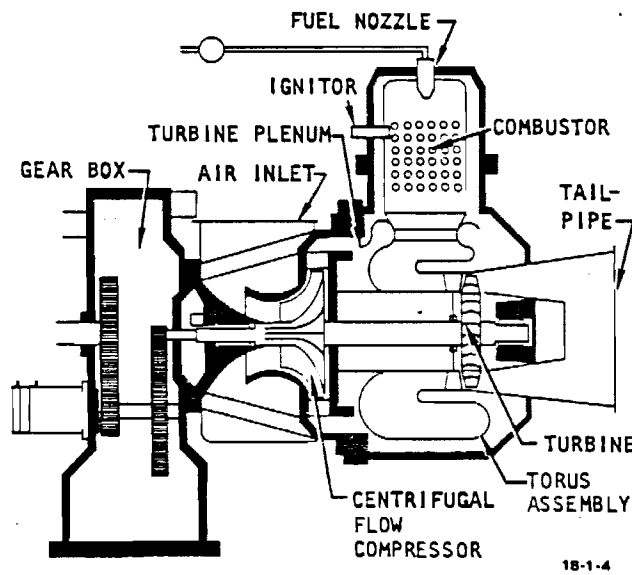 FUEL NOZZLE
IGNITOR
TURBINE PLENUM
COMBUSTOR
GEAR BOX
AIR INLET
TAIL-
PIPE
TURBINE
TORUS
ASSEMBLY
CENTRIFUGAL
FLOW
COMPRESSOR
18-1-4